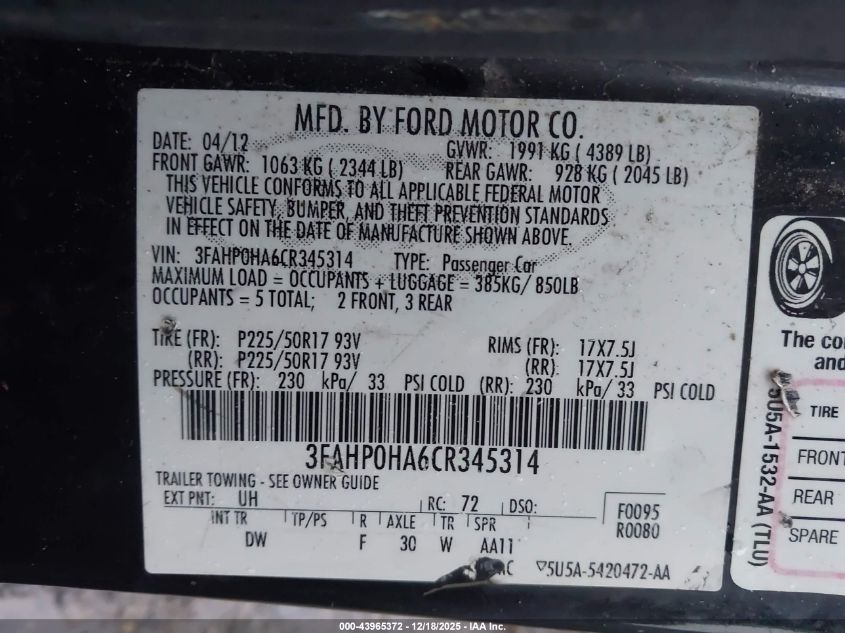 MFD. BY FORD MOTOR CO.
DATE: 04/12 GVWR: 1991 KG ( 4389 LB)
FRONT GAWR: 1063 KG ( 2344 LB) REAR GAWR: 928 KG ( 2045 LB)
THIS VEHICLE CONFORMS TO ALL APPLICABLE FEDERAL MOTOR
VEHICLE SAFETY, BUMPER, AND THEFT PREVENTION STANDARDS
IN EFFECT ON THE DATE OF MANUFACTURE SHOWN ABOVE.
VIN: 3FAHP0HA6CR345314 TYPE: Passenger Car
MAXIMUM LOAD = OCCUPANTS + LUGGAGE = 385KG/ 850LB
OCCUPANTS = 5 TOTAL; 2 FRONT, 3 REAR
TIRE (FR): P225/50R17 93V RIMS (FR): 17X7.5J
(RR): P225/50R17 93V (RR): 17X7.5J
PRESSURE (FR): 230 kPa/ 33 PSI COLD (RR): 230 kPa/ 33 PSI COLD
3FAHP0HA6CR345314
TRAILER TOWING - SEE OWNER GUIDE
EXT PNT: UH RC: 72 DSO: F0095
INT TR TP/PS R AXLE TR SPR R0080
DW F 30 W AA11
▽5U5A-5420472-AA
The co
and
TIRE
FRONT
REAR
SPARE
5U5A-1532-AA (TLU)
000-43965372 - 12/18/2025 - IAA Inc.